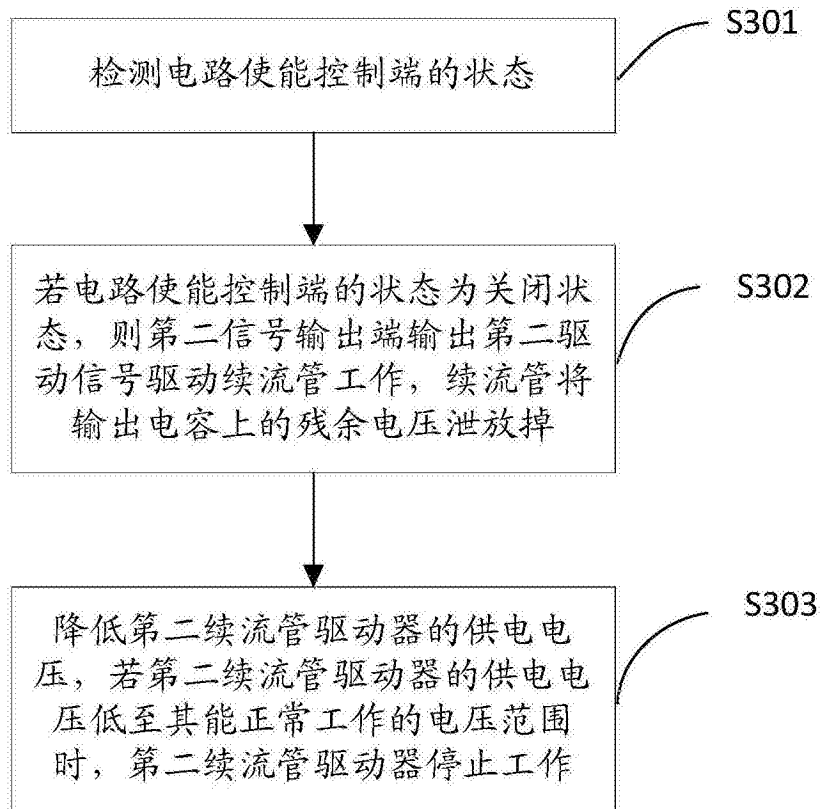 S301
检测电路使能控制端的状态
S302
若电路使能控制端的状态为关闭状
态，则第二信号输出端输出第二驱
动信号驱动续流管工作，续流管将
输出电容上的残余电压泄放掉
S303
降低第二续流管驱动器的供电电
压，若第二续流管驱动器的供电电
压低至其能正常工作的电压范围
时，第二续流管驱动器停止工作